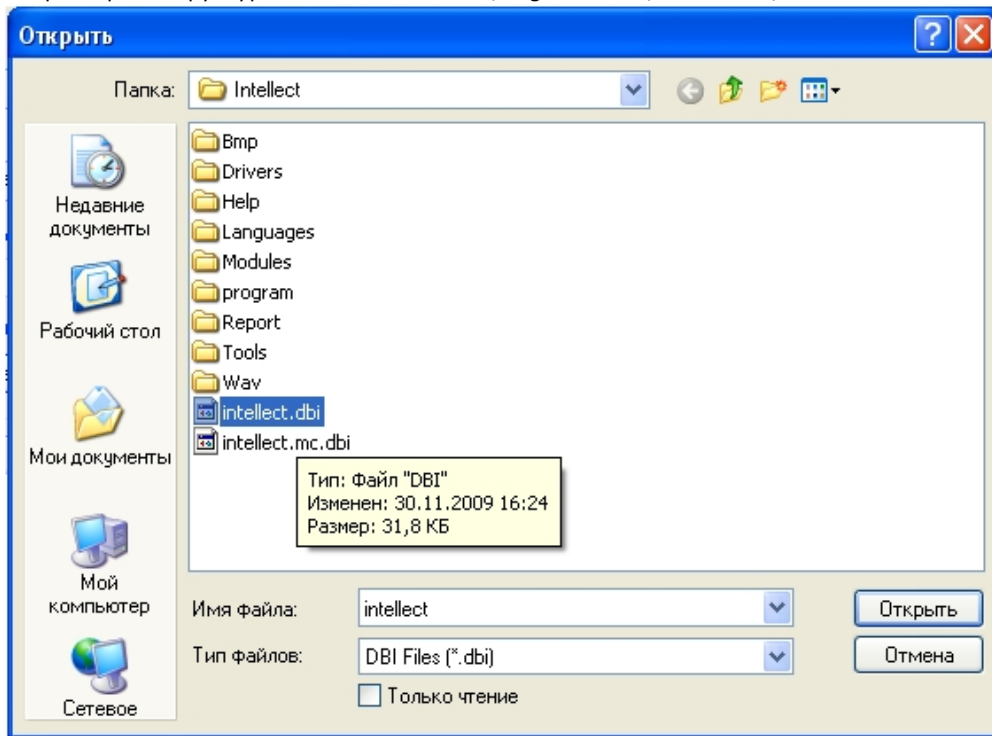 Открыть
Папка: Intellect
Bmp
Drivers
Help
Languages
Modules
program
Report
Tools
Wav
intellect.dbi
intellect.mc.dbi
Тип: Файл "DBI"
Изменен: 30.11.2009 16:24
Размер: 31,8 КБ
Недавние
документы
Рабочий стол
Мои документы
Мой
компьютер
Сетевое
Имя файла: intellect Открыть
Тип файлов: DBI Files (*.dbi) Отмена
Только чтение